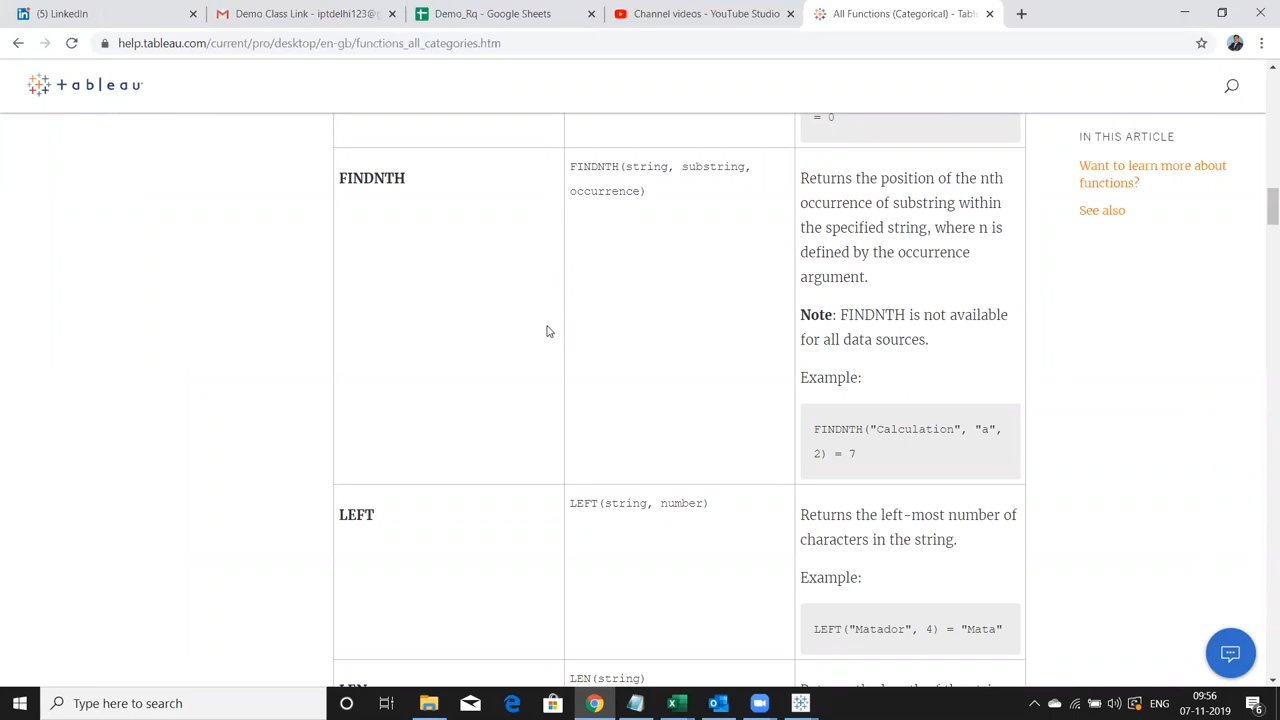 LinkedIn
Demo Class Link - iptdelhi123@g
Demo_Rq - Google Sheets
Channel videos - YouTube Studio
All Functions (Categorical) - Tabl
help.tableau.com/current/pro/desktop/en-gb/functions_all_categories.htm
+ableau
= 0
IN THIS ARTICLE
Want to learn more about
functions?
See also
FINDNTH
FINDNTH(string, substring,
occurrence)
Returns the position of the nth
occurrence of substring within
the specified string, where n is
defined by the occurrence
argument.
Note: FINDNTH is not available
for all data sources.
Example:
FINDNTH("Calculation", "a",
2) = 7
LEFT
LEFT(string, number)
Returns the left-most number of
characters in the string.
Example:
LEFT("Matador", 4) = "Mata"
LEN
LEN(string)
Type here to search
ENG
09:56
07-11-2019
6